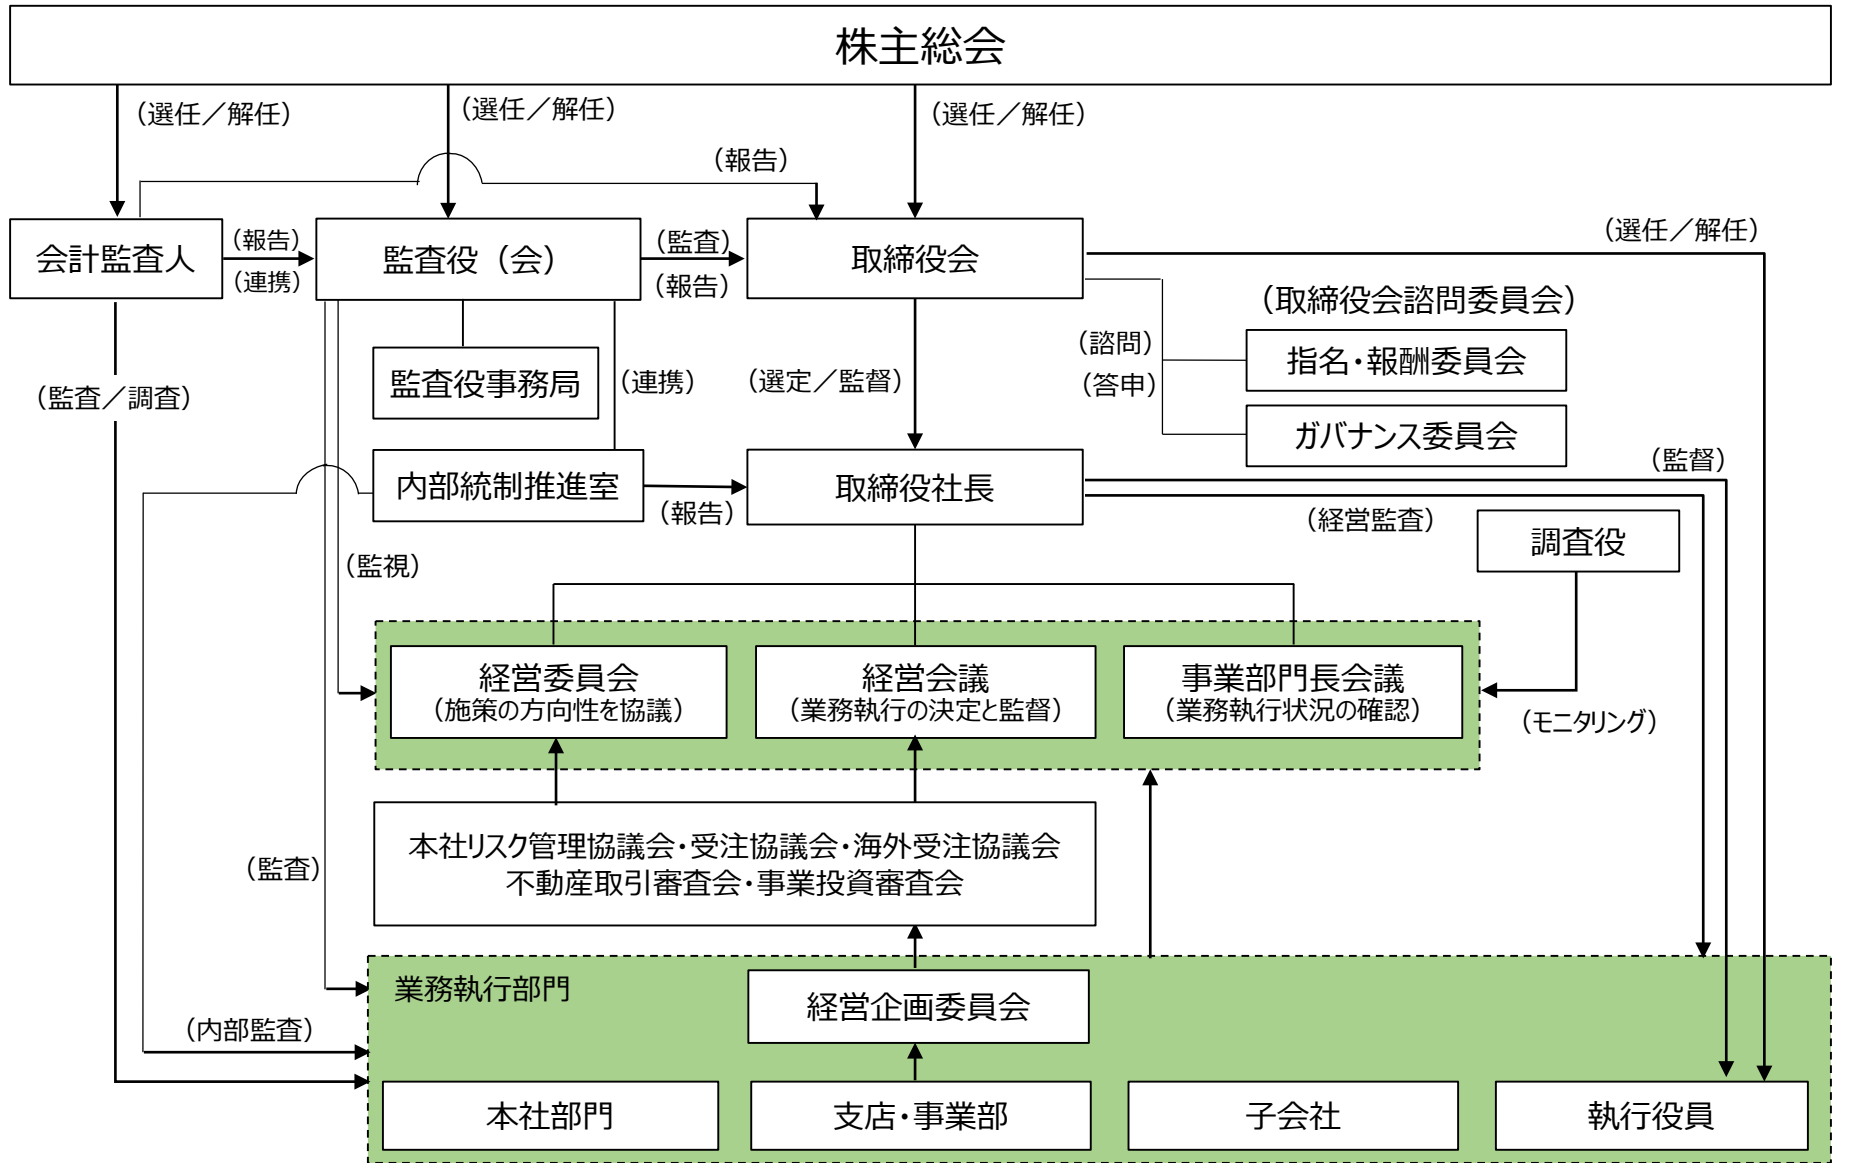 株主総会
（選任／解任）
（選任／解任）
（選任／解任）
（報告）
会計監査人
（報告）
（連携）
監査役（会）
（監査）
（報告）
取締役会
（選任／解任）
（取締役会諮問委員会）
（諮問）
（答申）
指名・報酬委員会
ガバナンス委員会
（監査／調査）
監査役事務局
（連携）
（選定／監督）
内部統制推進室
（報告）
取締役社長
（監督）
（経営監査）
調査役
（監視）
経営委員会
（施策の方向性を協議）
経営会議
（業務執行の決定と監督）
事業部門長会議
（業務執行状況の確認）
（モニタリング）
本社リスク管理協議会・受注協議会・海外受注協議会
不動産取引審査会・事業投資審査会
（監査）
業務執行部門
経営企画委員会
（内部監査）
本社部門
支店・事業部
子会社
執行役員